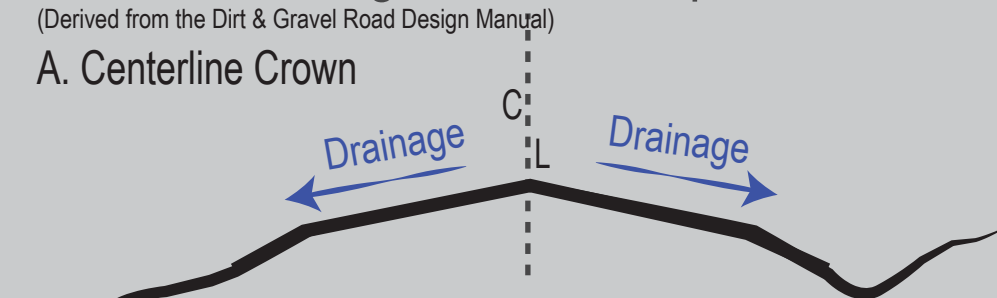 (Derived from the Dirt & Gravel Road Design Manual)
A. Centerline Crown
C
L
Drainage
Drainage